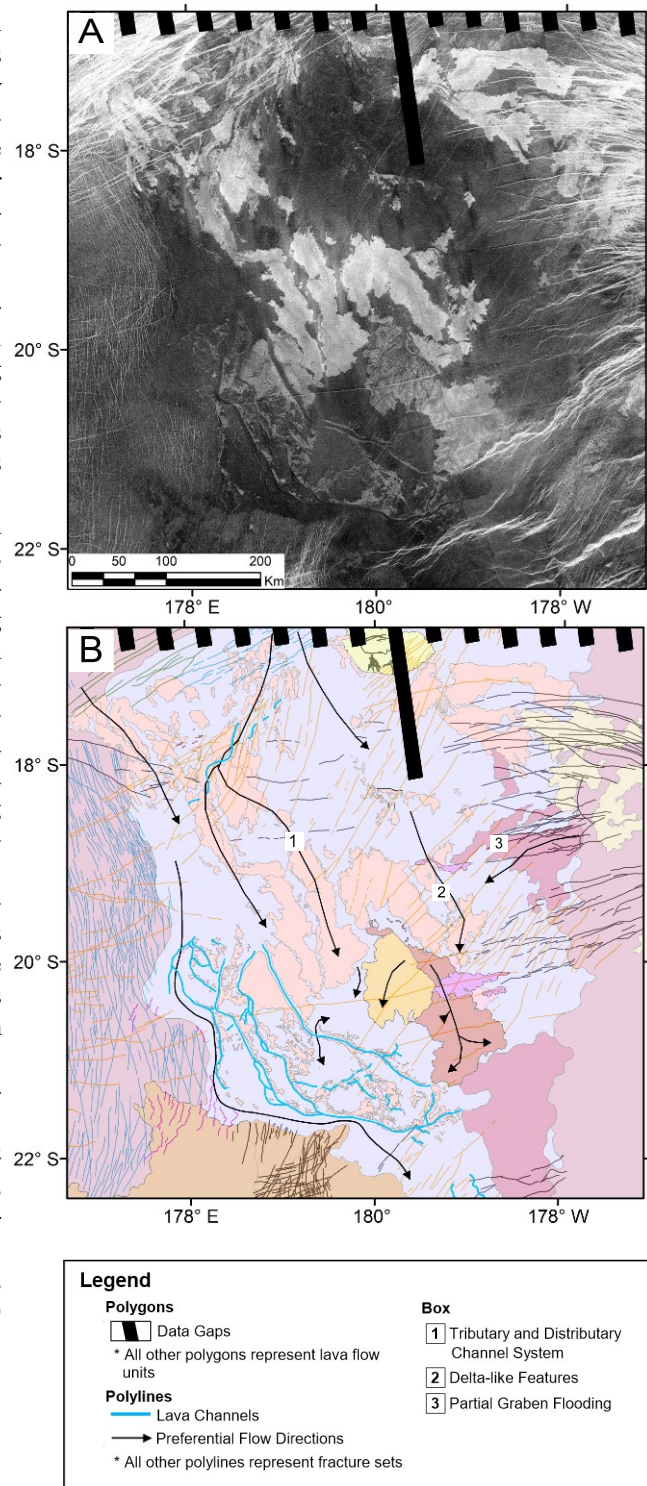 A
18° S
20° S
22° S
0 50 100 200
Km
178° E 180° 178° W
B
18° S
1
3
2
20° S
22° S
178° E 180° 178° W
Legend
Polygons
Data Gaps
* All other polygons represent lava flow
units
Polylines
Lava Channels
Preferential Flow Directions
* All other polylines represent fracture sets
Box
1 Tributary and Distributary
Channel System
2 Delta-like Features
3 Partial Graben Flooding